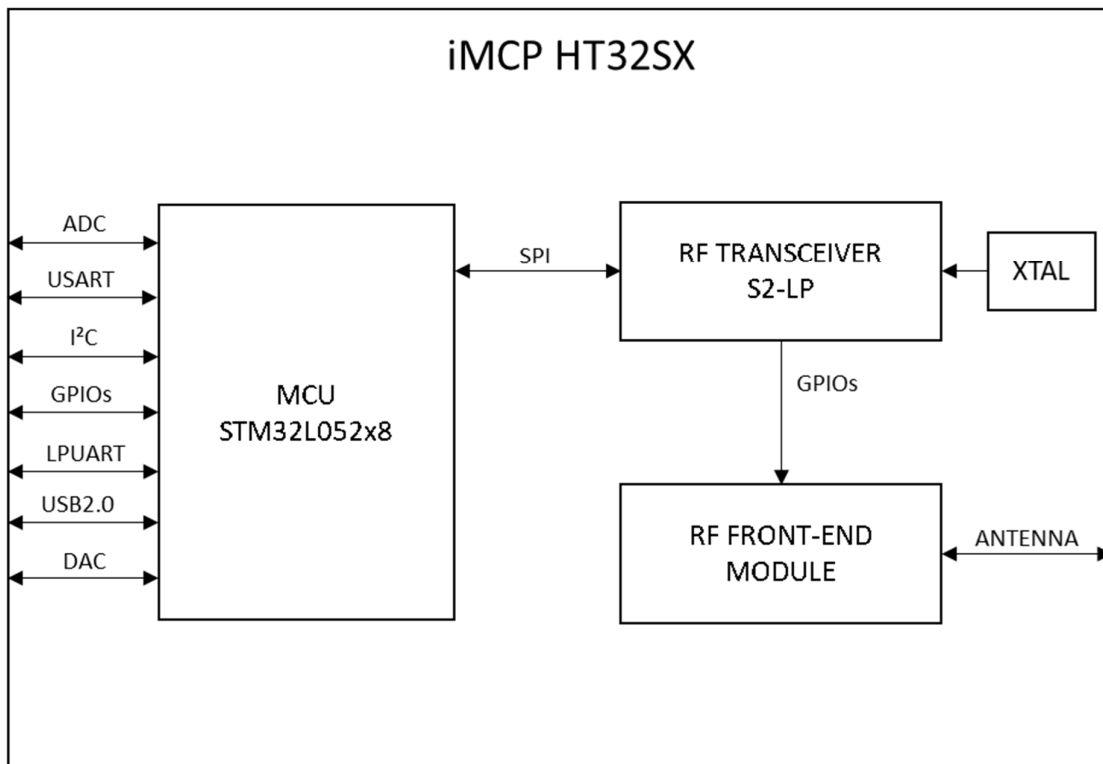 iMCP HT32SX
ADC
USART
I²C
GPIOs
LPUART
USB2.0
DAC
MCU
STM32L052x8
SPI
RF TRANSCEIVER
S2-LP
XTAL
GPIOs
RF FRONT-END
MODULE
ANTENNA